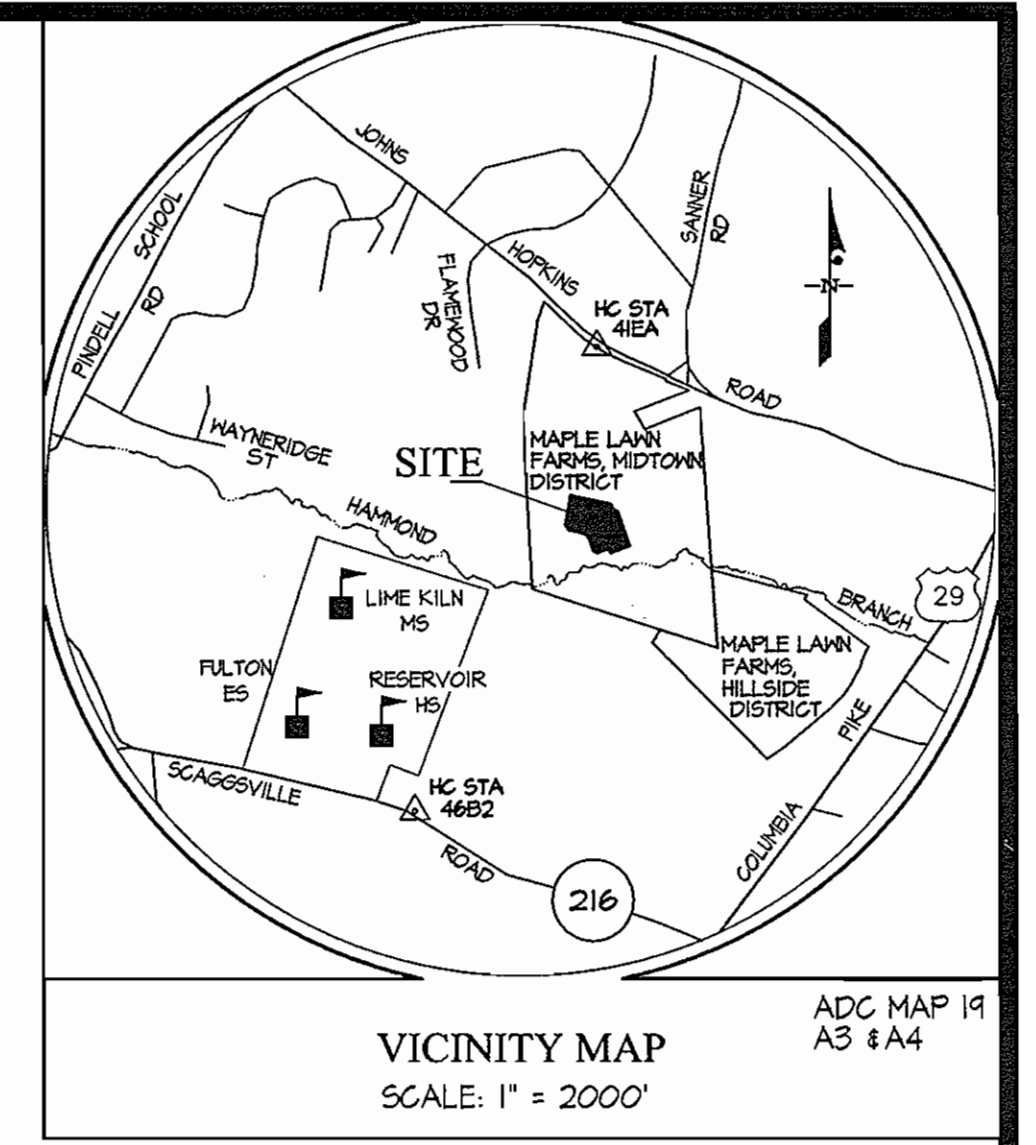 JOHNS
HOPKINS
ROAD
SANNER
RD
PINDELL
SCHOOL
RD
FLAMEWOOD
DR
-N-
HC STA
41EA
WAYNERIDGE
ST
SITE
MAPLE LAWN
FARMS, MIDTOWN
DISTRICT
HAMMOND
BRANCH
29
LIME KILN
MS
FULTON
ES
RESERVOIR
HS
MAPLE LAWN
FARMS,
HILLSIDE
DISTRICT
COLUMBIA
PIKE
SCAGGSVILLE
ROAD
HC STA
46B2
216
ADC MAP 19
A3 & A4
VICINITY MAP
SCALE: 1" = 2000'